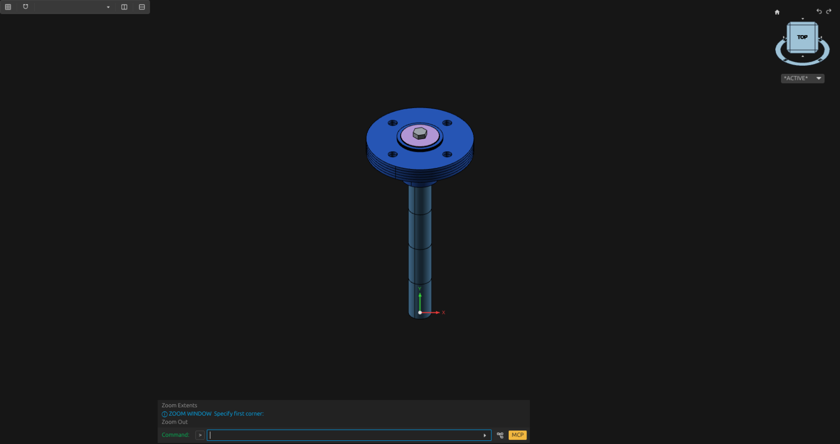 TOP
*ACTIVE*
Y
X
Zoom Extents
ZOOM WINDOW Specify first corner:
Zoom Out
Command:
MCP